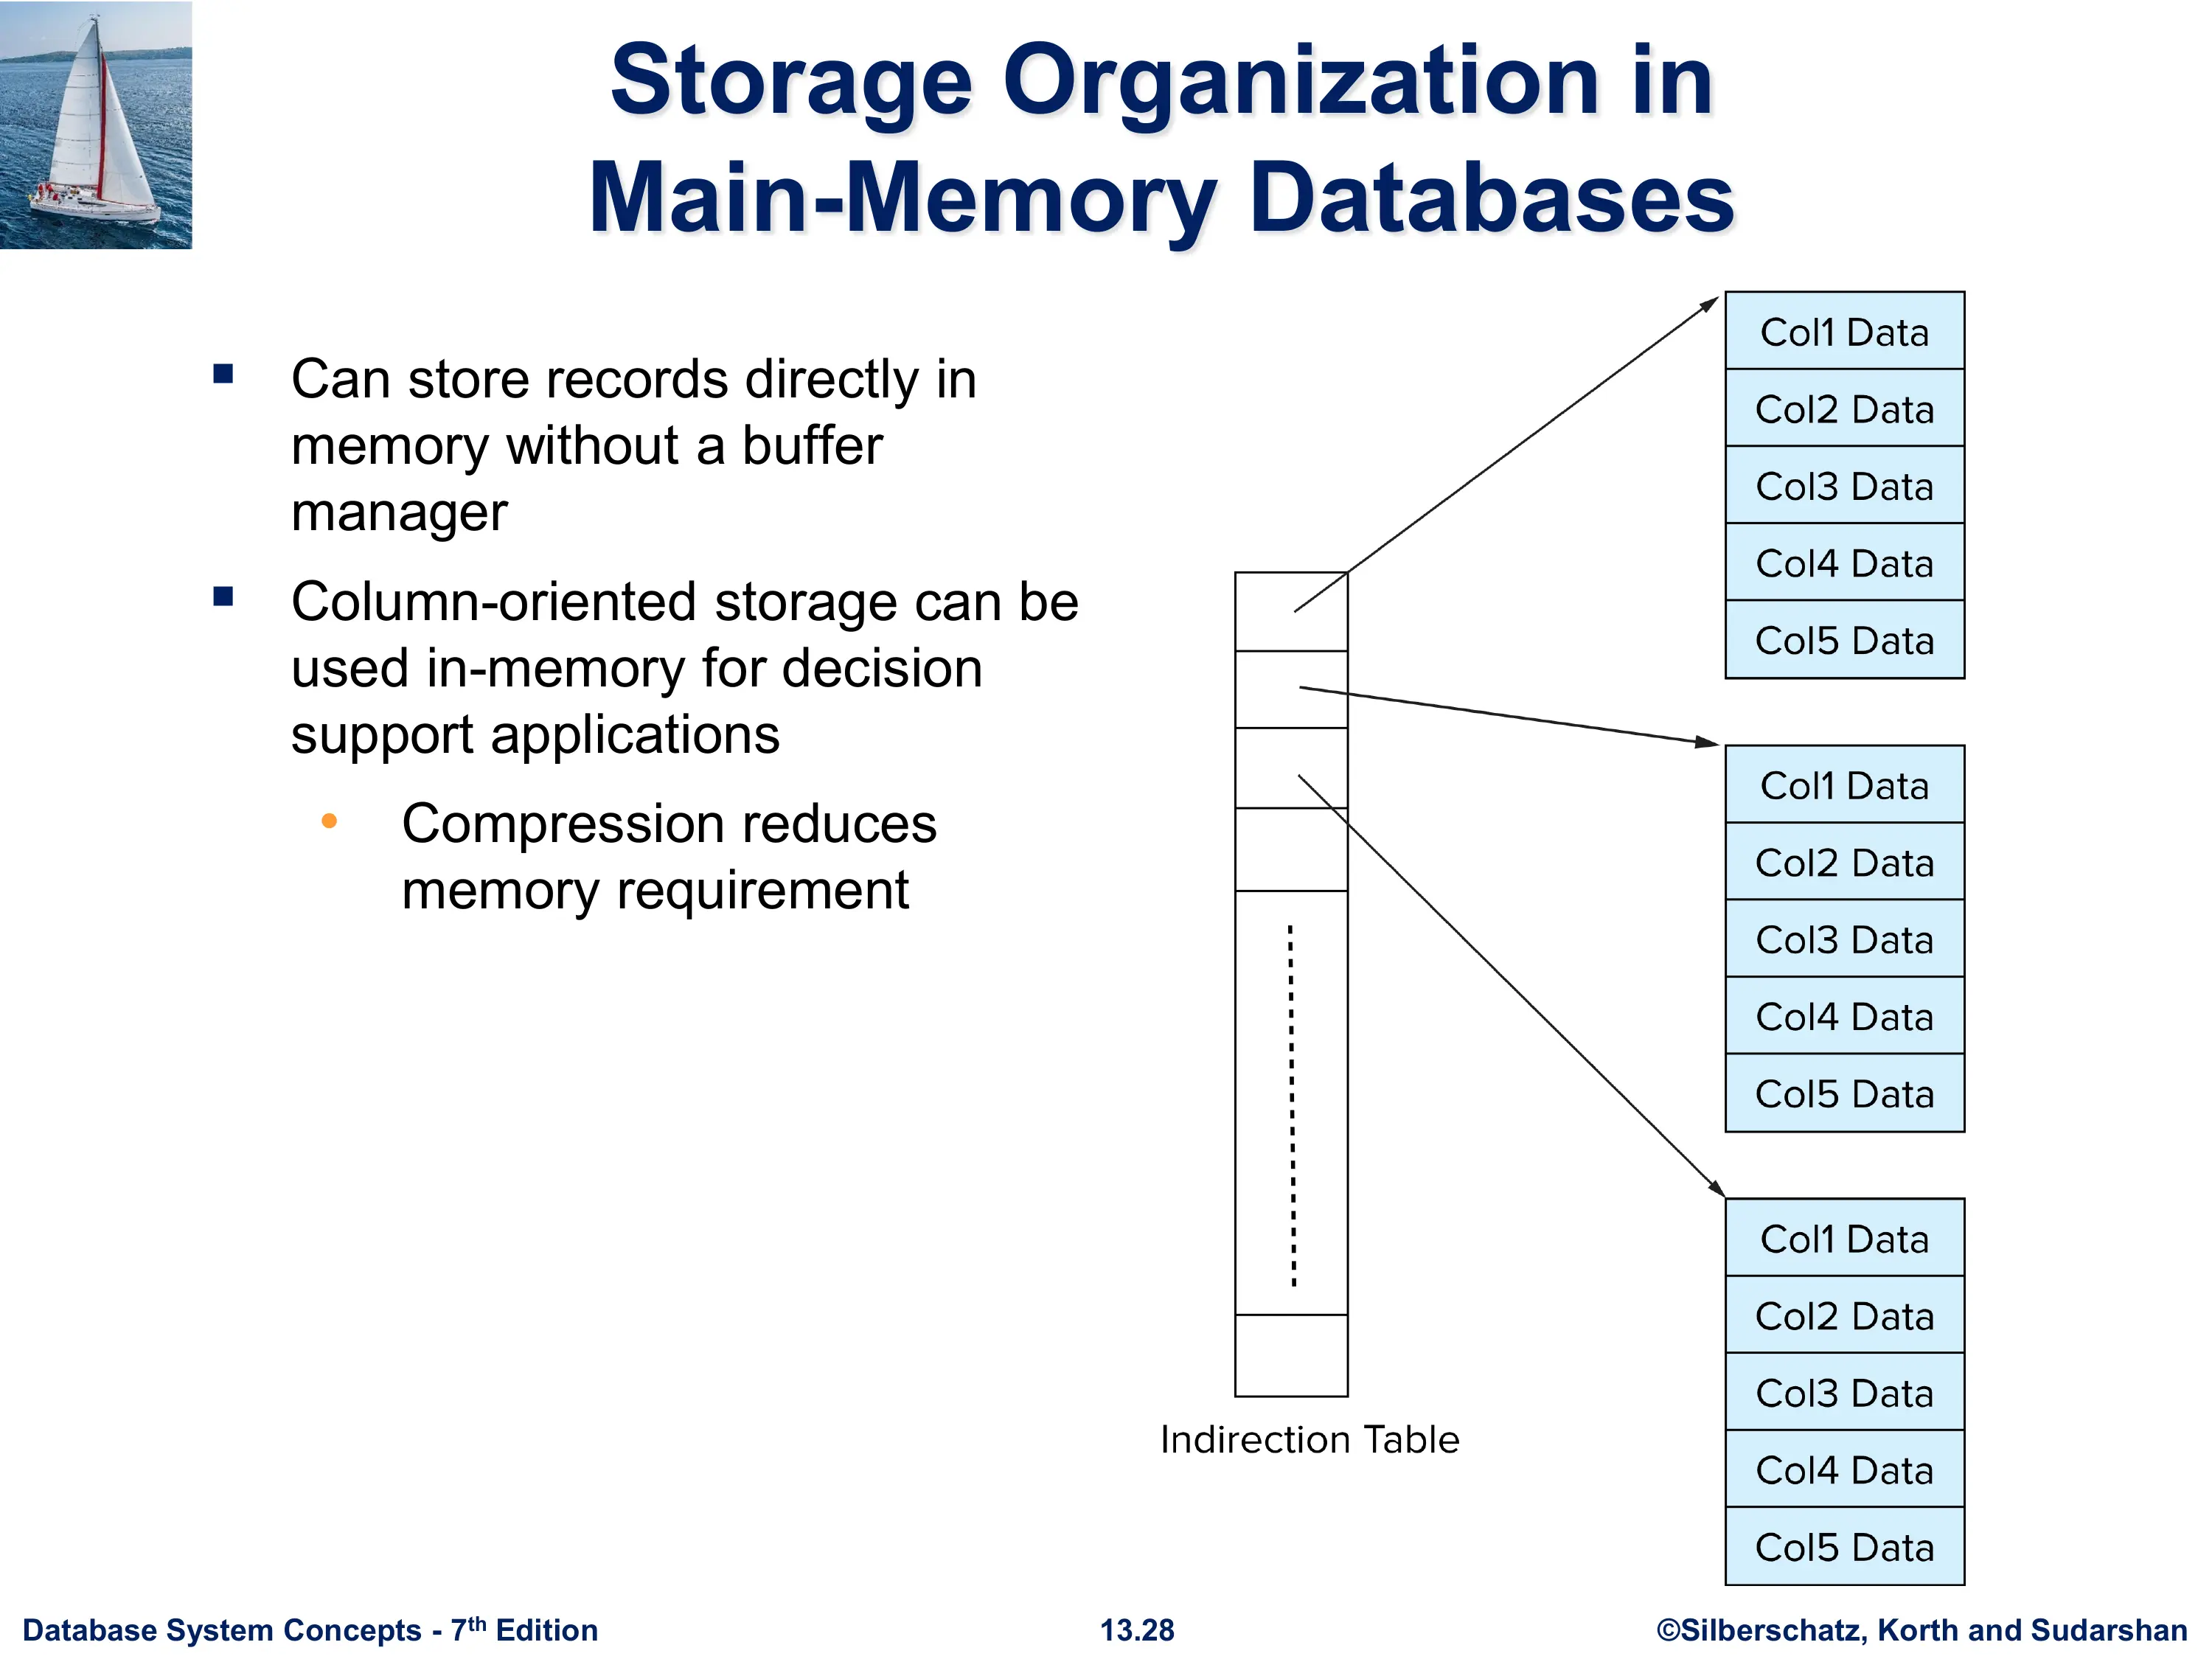 Storage Organization in
Main-Memory Databases
▪ Can store records directly in
memory without a buffer
manager
▪ Column-oriented storage can be
used in-memory for decision
support applications
• Compression reduces
memory requirement
Col1 Data
Col2 Data
Col3 Data
Col4 Data
Col5 Data
Col1 Data
Col2 Data
Col3 Data
Col4 Data
Col5 Data
Col1 Data
Col2 Data
Col3 Data
Col4 Data
Col5 Data
Indirection Table
Database System Concepts - 7th Edition
13.28
©Silberschatz, Korth and Sudarshan